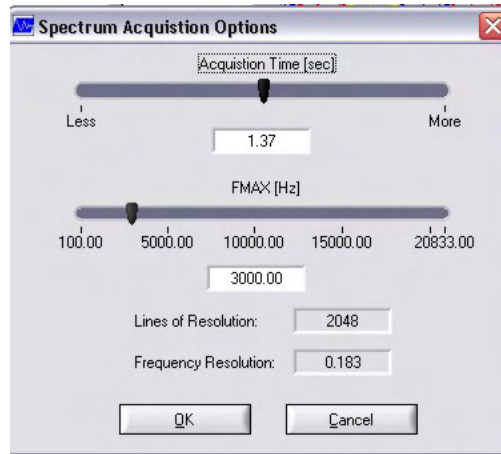 Spectrum Acquistion Options
Acquistion Time [sec]
Less More
1.37
FMAX [Hz]
100.00 5000.00 10000.00 15000.00 20833.00
3000.00
Lines of Resolution: 2048
Frequency Resolution: 0.183
OK Cancel